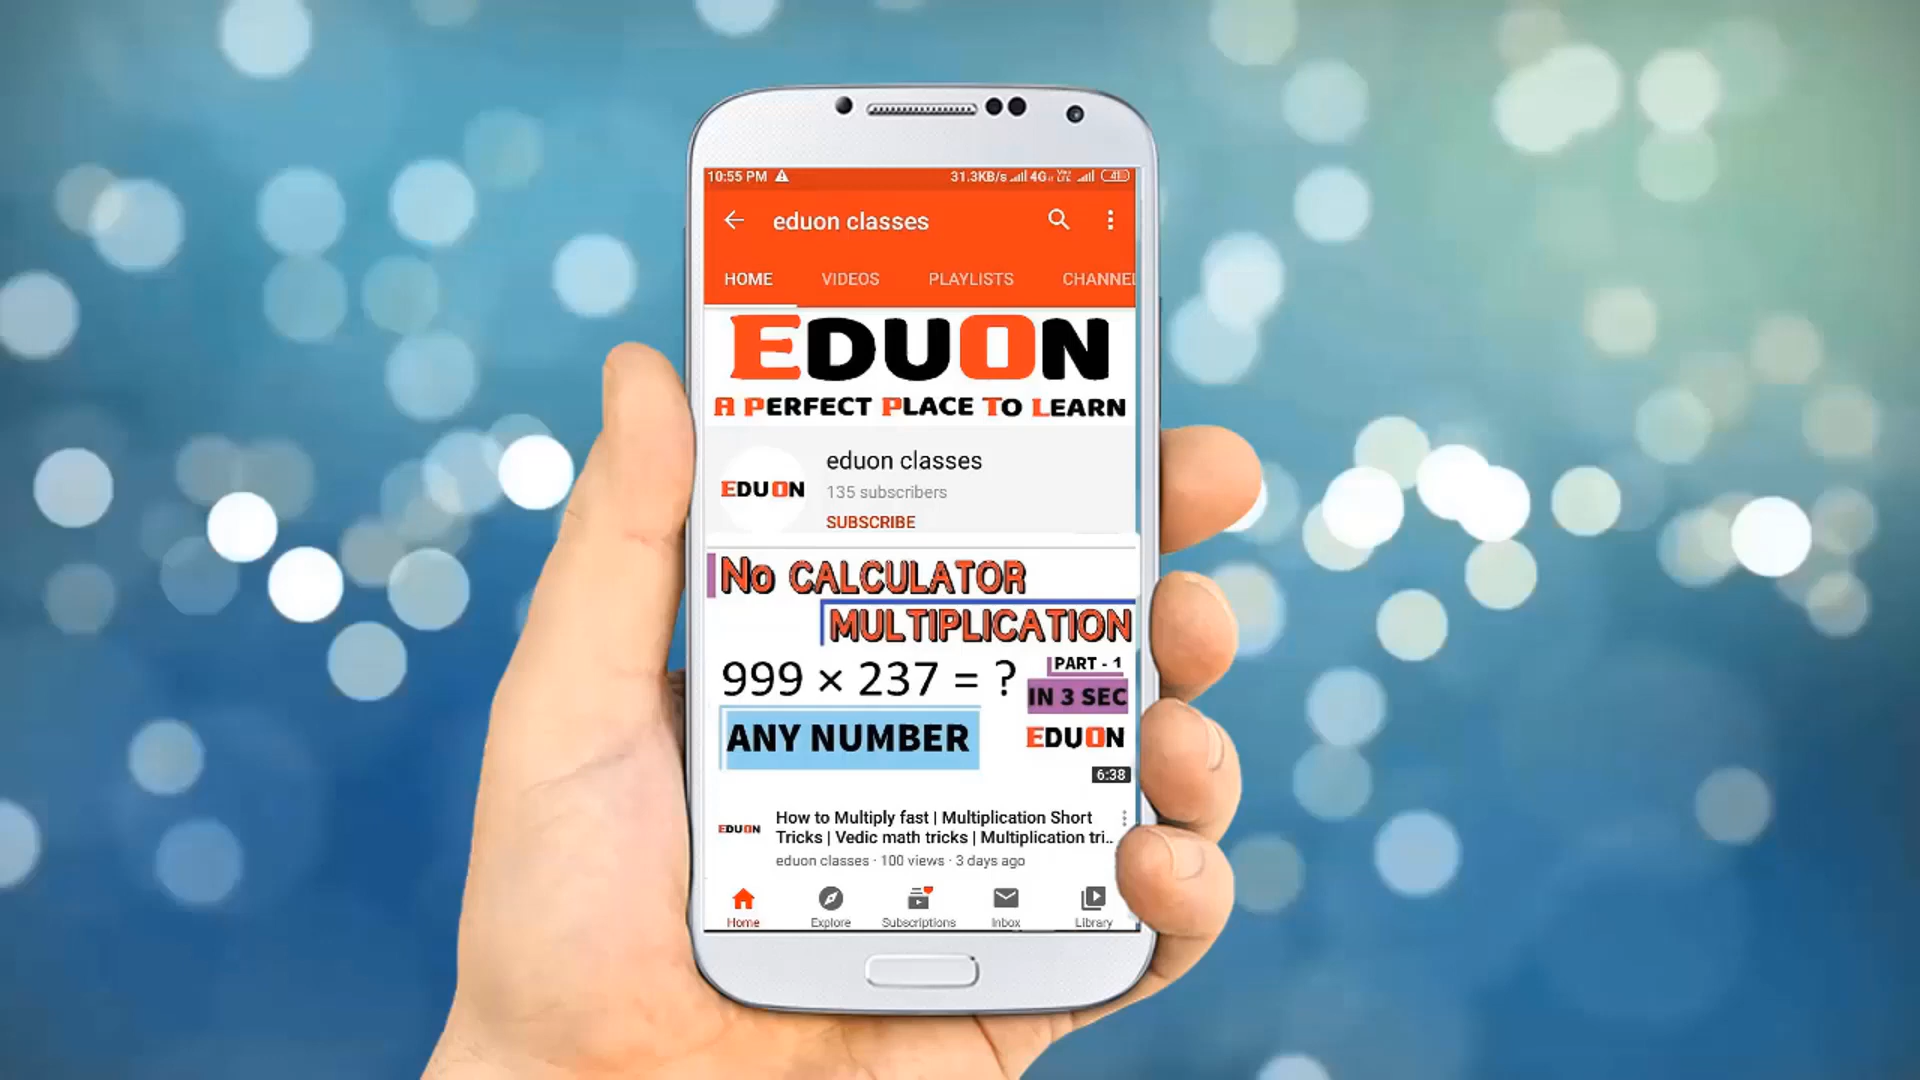 10:55 PM 31.3KB/s 4G 41
eduon classes
HOME VIDEOS PLAYLISTS CHANNEL
EDUON
A PERFECT PLACE TO LEARN
eduon classes
EDUON
135 subscribers
SUBSCRIBE
No CALCULATOR
MULTIPLICATION
999 × 237 = ?
PART - 1
IN 3 SEC
ANY NUMBER
EDUON
6:38
EDUON
How to Multiply fast | Multiplication Short
Tricks | Vedic math tricks | Multiplication tri..
eduon classes · 100 views · 3 days ago
Home Explore Subscriptions Inbox Library